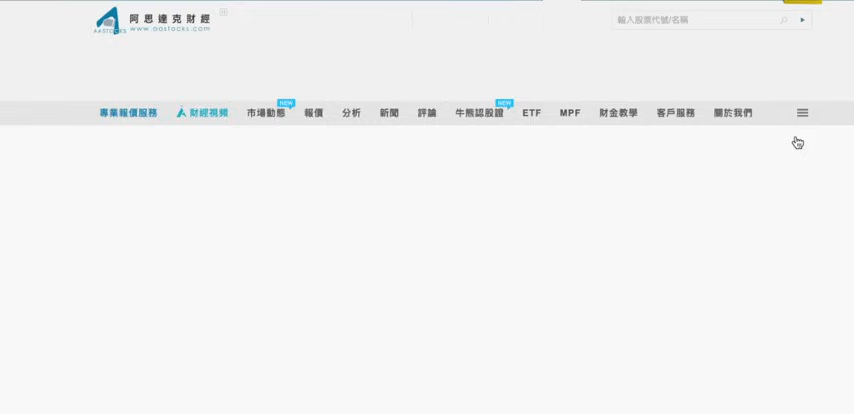 阿思達克財經
AASTOCKS
www.aastocks.com
輸入股票代號/名稱
NEW
NEW
專業報價服務 財經視頻 市場動態 報價 分析 新聞 評論 牛熊認股證 ETF MPF 財金教學 客戶服務 關於我們